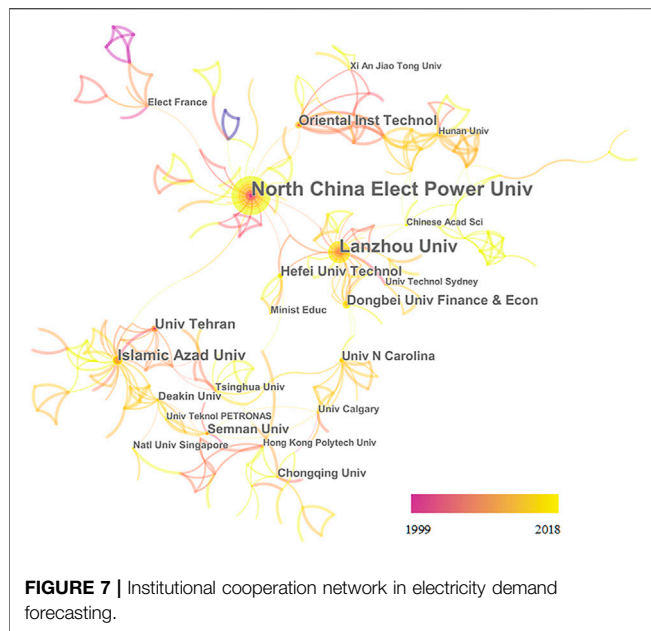 Xi An Jiao Tong Univ
Elect France
Oriental Inst Technol
Hunan Univ
North China Elect Power Univ
Chinese Acad Sci
Lanzhou Univ
Hefei Univ Technol
Univ Technol Sydney
Dongbei Univ Finance & Econ
Minist Educ
Univ Tehran
Islamic Azad Univ
Univ N Carolina
Tsinghua Univ
Deakin Univ
Univ Calgary
Univ Teknol PETRONAS
Semnan Univ
Natl Univ Singapore
Hong Kong Polytech Univ
Chongqing Univ
1999 2018
FIGURE 7 | Institutional cooperation network in electricity demand
forecasting.